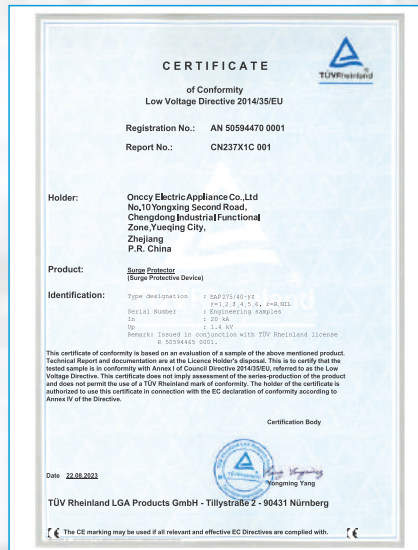 CERTIFICATE
TÜVRheinland
of Conformity
Low Voltage Directive 2014/35/EU
Registration No.: AN 50594470 0001
Report No.: CN237X1C 001
Holder: Onccy Electric Appliance Co.,Ltd
No,10 Yongxing Second Road,
Chengdong Industrial Functional
Zone,Yueqing City,
Zhejiang
P.R. China
Product: Surge Protector
(Surge Protective Device)
Identification: Type designation : EAP275/40-yz
y=1,2,3,4,5,6, z=R,NIL
Serial Number : Engineering samples
In : 20 kA
Up : 1.4 kV
Remark: Issued in conjunction with TÜV Rheinland license
R 50594465 0001.
This certificate of conformity is based on an evaluation of a sample of the above mentioned product.
Technical Report and documentation are at the Licence Holder's disposal. This is to certify that the
tested sample is in conformity with Annex I of Council Directive 2014/35/EU, referred to as the Low
Voltage Directive. This certificate does not imply assessment of the series-production of the product
and does not permit the use of a TÜV Rheinland mark of conformity. The holder of the certificate is
authorized to use this certificate in connection with the EC declaration of conformity according to
Annex IV of the Directive.
Certification Body
Date 22.08.2023
Yongming Yang
TÜV Rheinland LGA Products GmbH - Tillystraße 2 - 90431 Nürnberg
CE The CE marking may be used if all relevant and effective EC Directives are complied with. CE